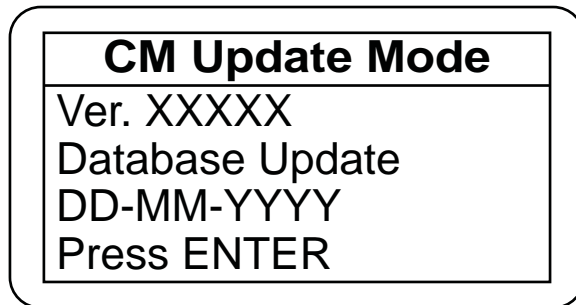 CM Update Mode
Ver. XXXXX
Database Update
DD-MM-YYYY
Press ENTER